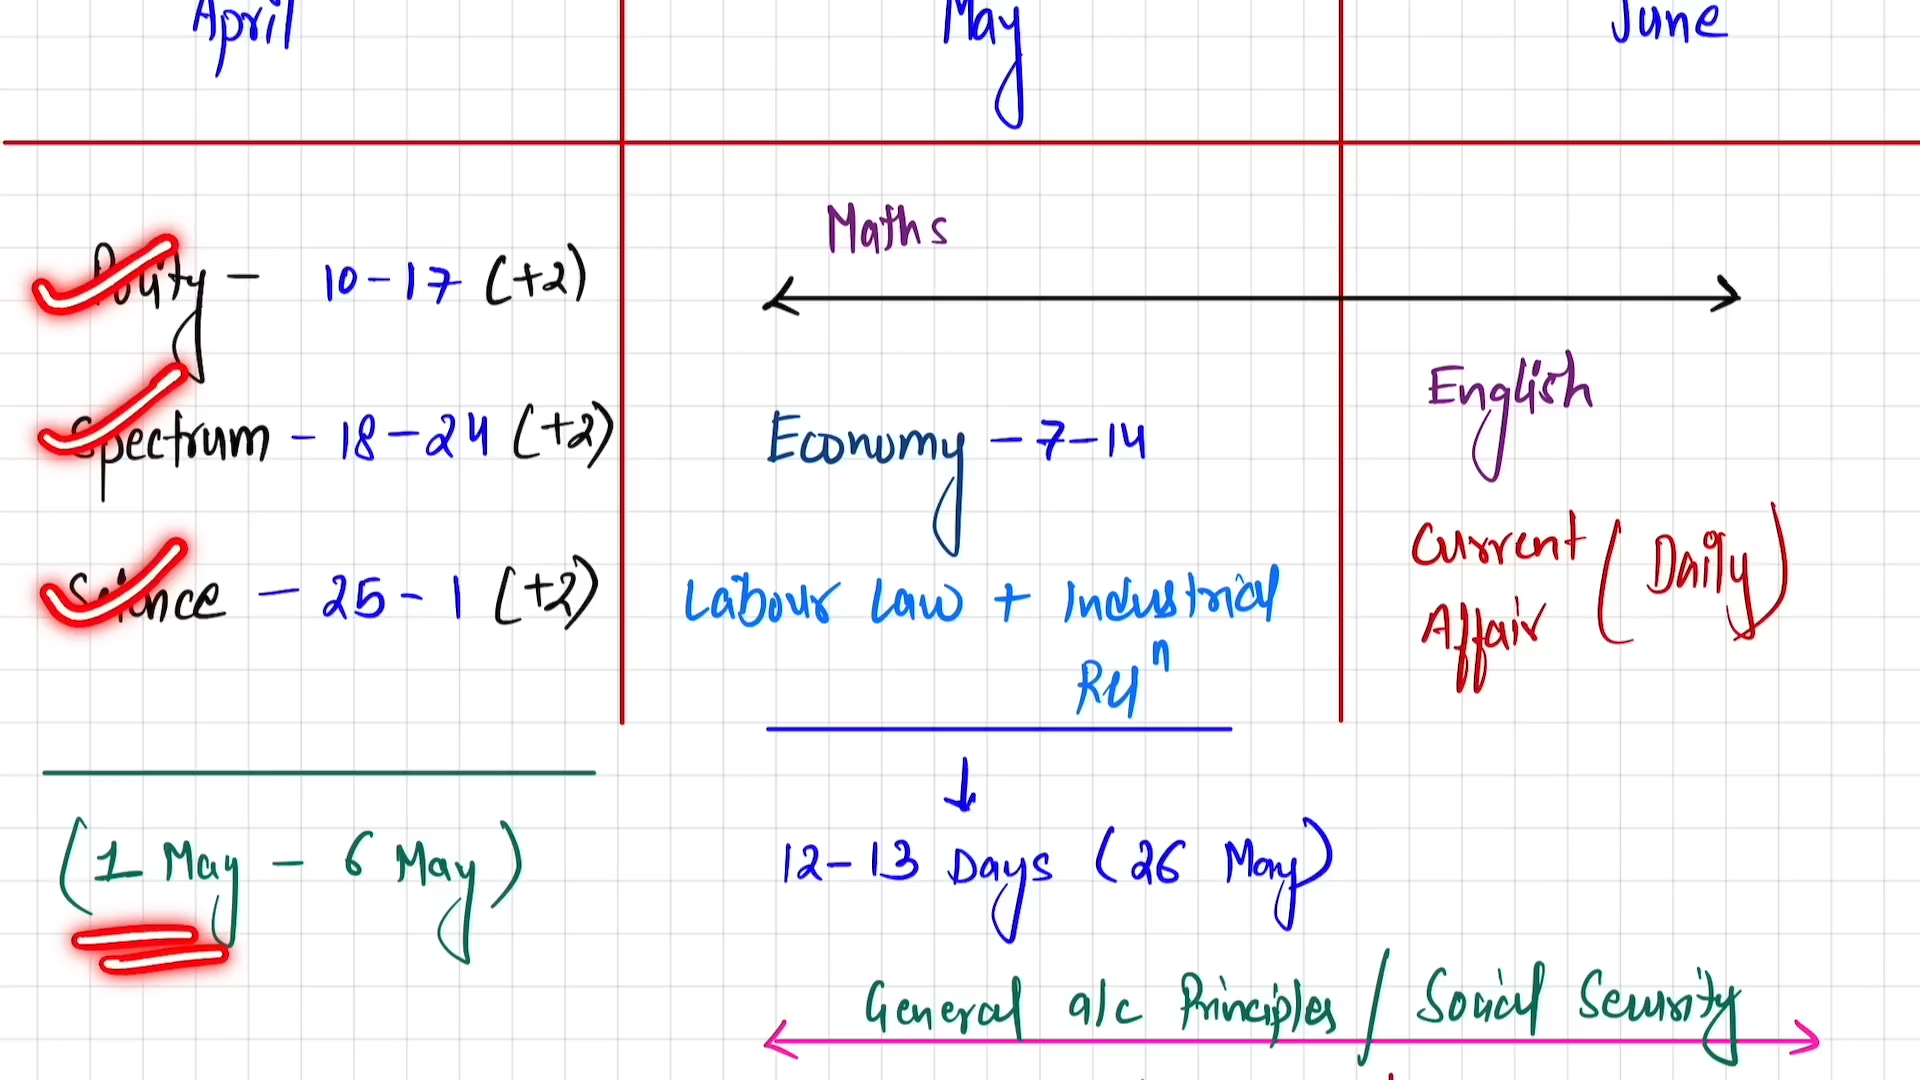 April
May
June
Polity - 10-17 (+2)
Spectrum - 18-24 (+2)
Science - 25-1 (+2)
(1 May - 6 May)
Maths
Economy - 7-14
Labour Law + Industrial
Relⁿ
12-13 Days (26 May)
English
Current Affair (Daily)
General a/c Principles / Social Security